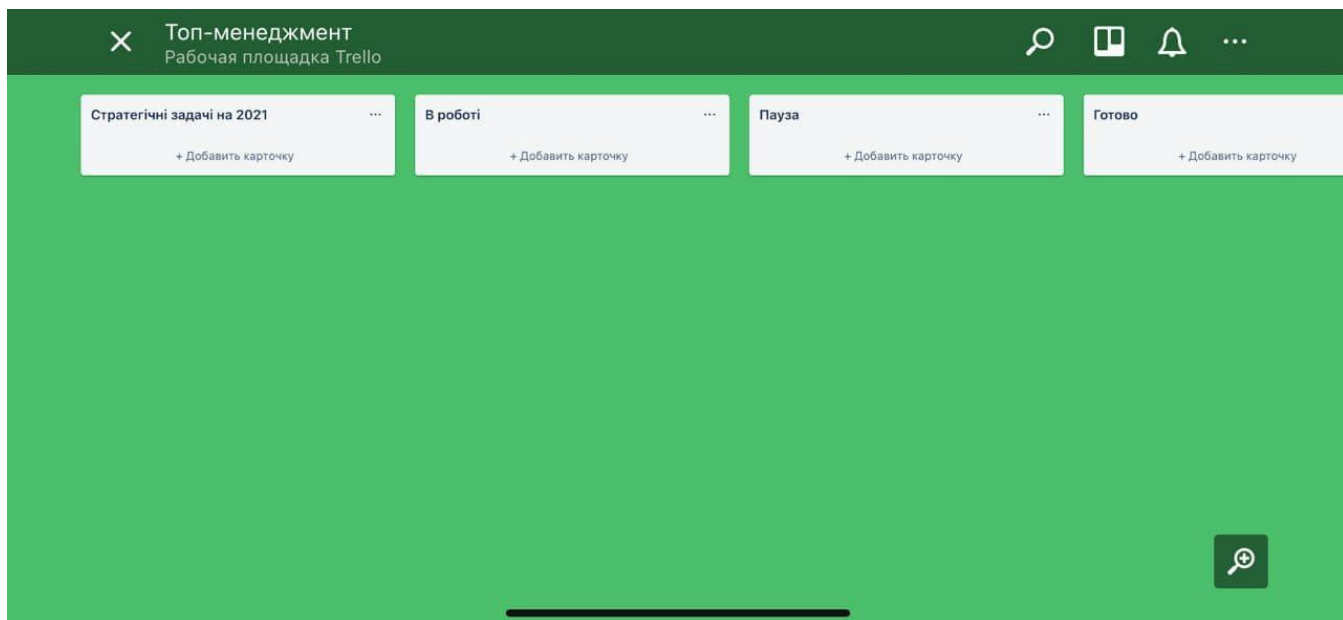 Топ-менеджмент
Рабочая площадка Trello
Стратегічні задачі на 2021
+ Добавить карточку
В роботі
+ Добавить карточку
Пауза
+ Добавить карточку
Готово
+ Добавить карточку